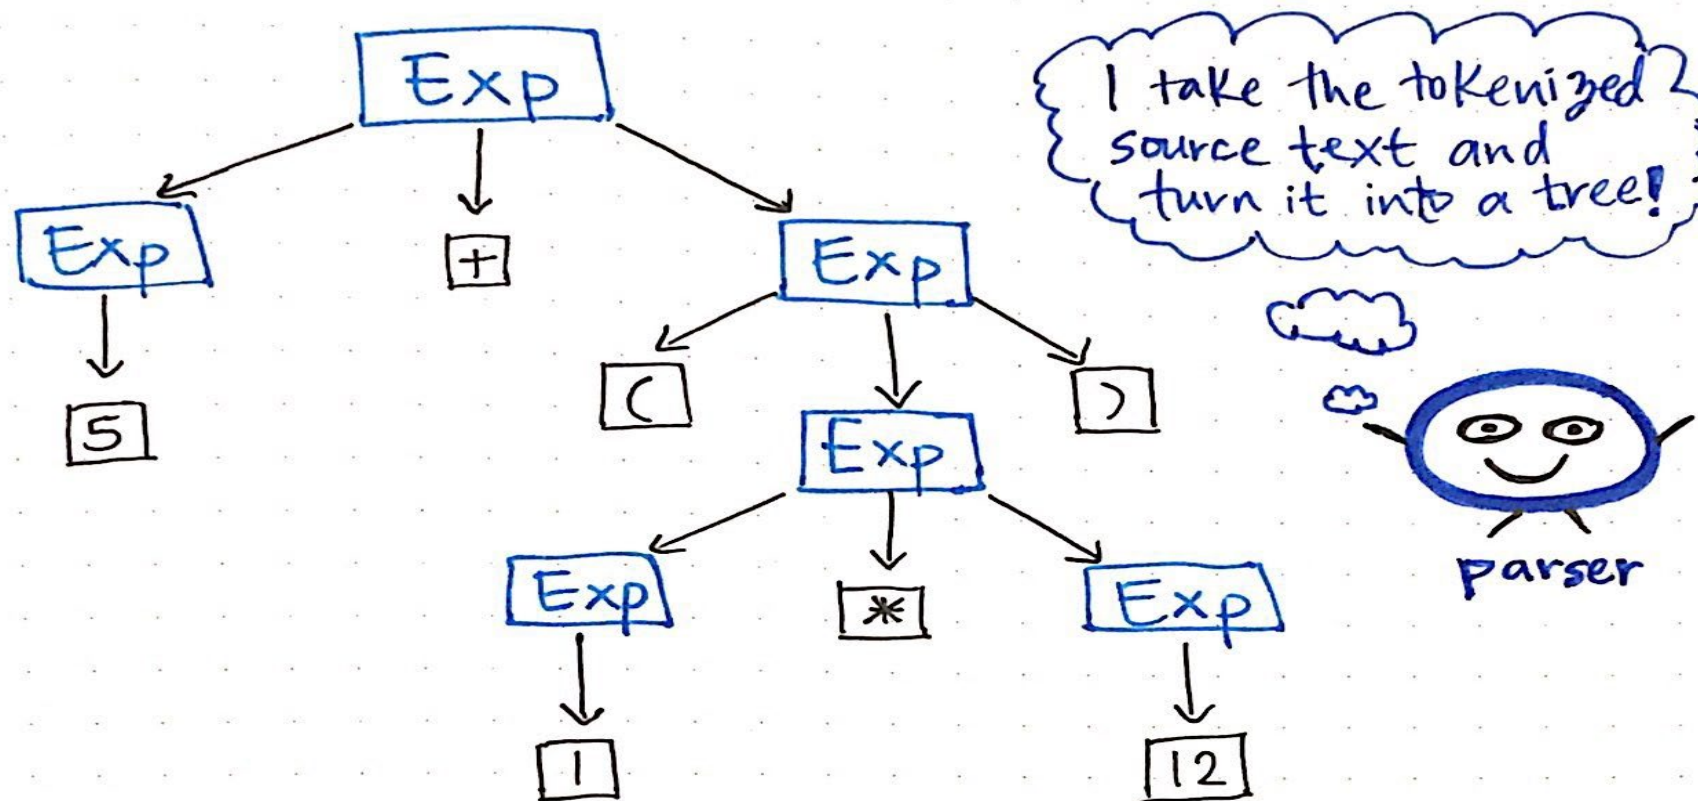 Exp
I take the tokenized
source text and
turn it into a tree!
Exp
+
Exp
(
)
5
Exp
Exp
*
Exp
parser
1
12